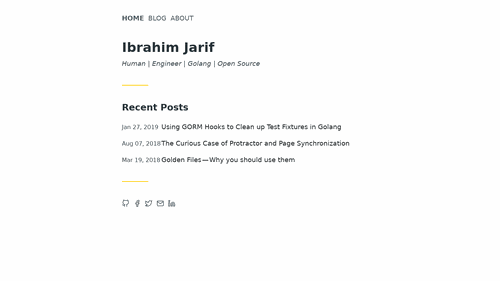 HOME BLOG ABOUT
Ibrahim Jarif
Human | Engineer | Golang | Open Source
Recent Posts
Jan 27, 2019 Using GORM Hooks to Clean up Test Fixtures in Golang
Aug 07, 2018 The Curious Case of Protractor and Page Synchronization
Mar 19, 2018 Golden Files — Why you should use them